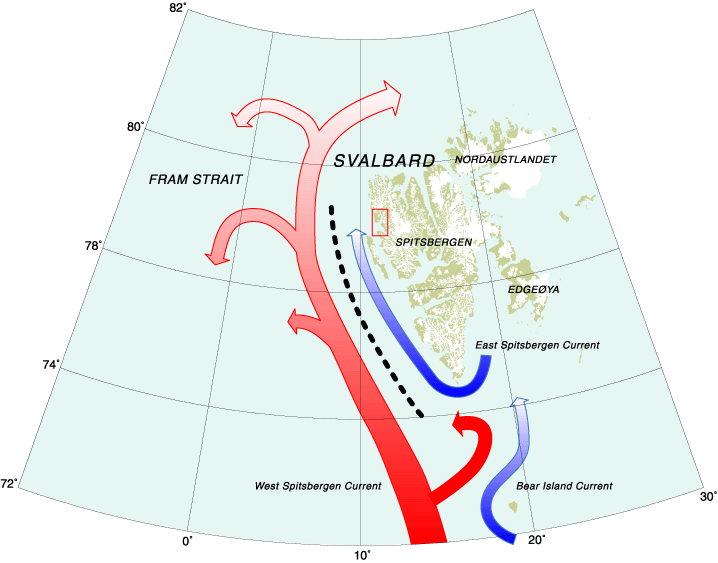 82°
80°
SVALBARD
NORDAUSTLANDET
FRAM STRAIT
78°
SPITSBERGEN
EDGEØYA
East Spitsbergen Current
74°
72°
West Spitsbergen Current
Bear Island Current
30°
0°
10°
20°